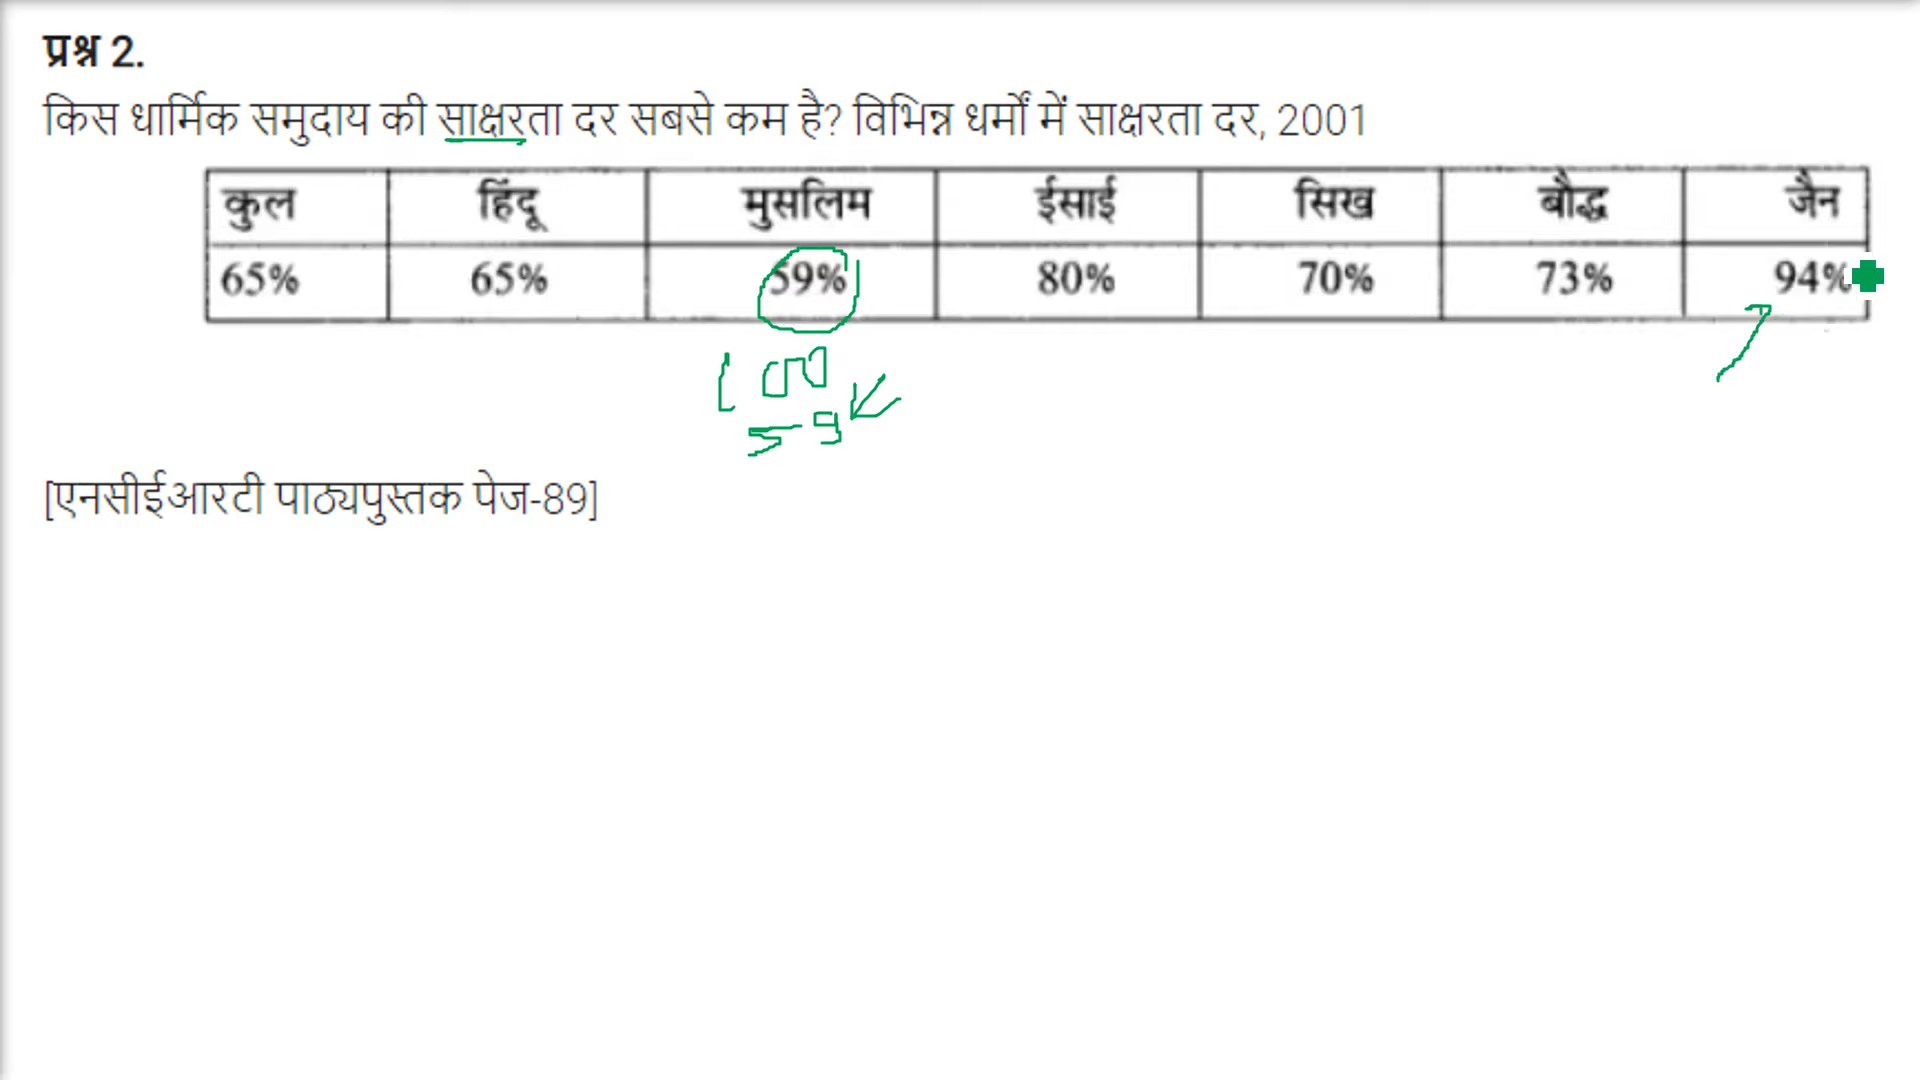 प्रश्न 2.
किस धार्मिक समुदाय की साक्षरता दर सबसे कम है? विभिन्न धर्मों में साक्षरता दर, 2001
कुल हिंदू मुसलिम ईसाई सिख बौद्ध जैन
65% 65% 59% 80% 70% 73% 94%
100
59
[एनसीईआरटी पाठ्यपुस्तक पेज-89]